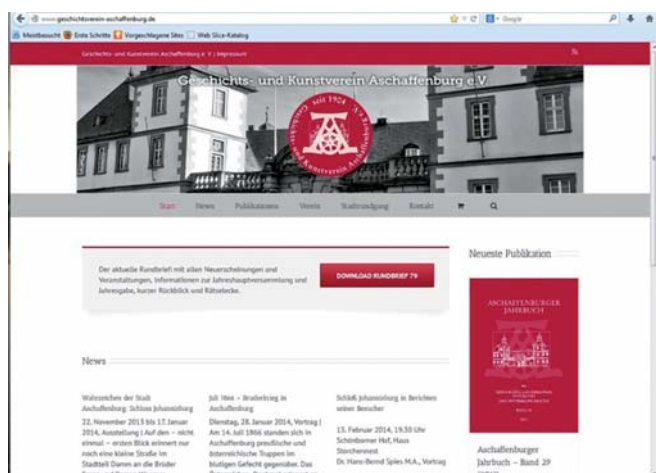 www.geschichtsverein-aschaffenburg.de
Google
Meistbesucht Erste Schritte Vorgeschlagene Sites Web Slice-Katalog
Geschichts- und Kunstverein Aschaffenburg e. V. | Impressum
Geschichts- und Kunstverein Aschaffenburg e.V.
seit 1904
Geschichts- und Kunstverein Aschaffenburg e.V.
Start News Publikationen Verein Stadtrundgang Kontakt
Der aktuelle Rundbrief mit allen Neuerscheinungen und
Veranstaltungen, Informationen zur Jahreshauptversammlung und
Jahresgabe, kurzer Rückblick und Rätselecke.
DOWNLOAD RUNDBRIEF 79
Neueste Publikation
ASCHAFFENBURGER
JAHRBUCH
Aschaffenburger
Jahrbuch – Band 29
News
Wahrzeichen der Stadt
Aschaffenburg: Schloss Johannisburg
22. November 2013 bis 17. Januar
2014, Ausstellung | Auf den – nicht
einmal – ersten Blick erinnert nur
noch eine kleine Straße im
Stadtteil Damm an die Brüder
Juli 1866 – Bruderkrieg in
Aschaffenburg
Dienstag, 28. Januar 2014, Vortrag |
Am 14. Juli 1866 standen sich in
Aschaffenburg preußische und
österreichische Truppen im
blutigen Gefecht gegenüber. Das
Schloß Johannisburg in Berichten
seiner Besucher
13. Februar 2014, 19.30 Uhr
Schönborner Hof, Haus
Storchennest
Dr. Hans-Bernd Spies M.A., Vortrag